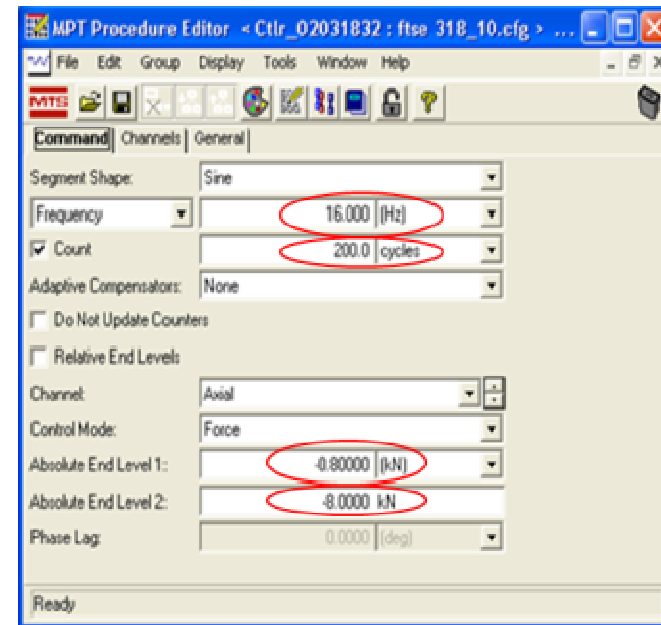 MPT Procedure Editor < Ctlr_02031832 : ftse 318_10.cfg > ...
File Edit Group Display Tools Window Help
MTS
Command Channels General
Segment Shape: Sine
Frequency 16.000 (Hz)
Count 200.0 cycles
Adaptive Compensators: None
Do Not Update Counters
Relative End Levels
Channel: Axial
Control Mode: Force
Absolute End Level 1:: -0.80000 (kN)
Absolute End Level 2: -8.0000 kN
Phase Lag: 0.0000 (deg)
Ready